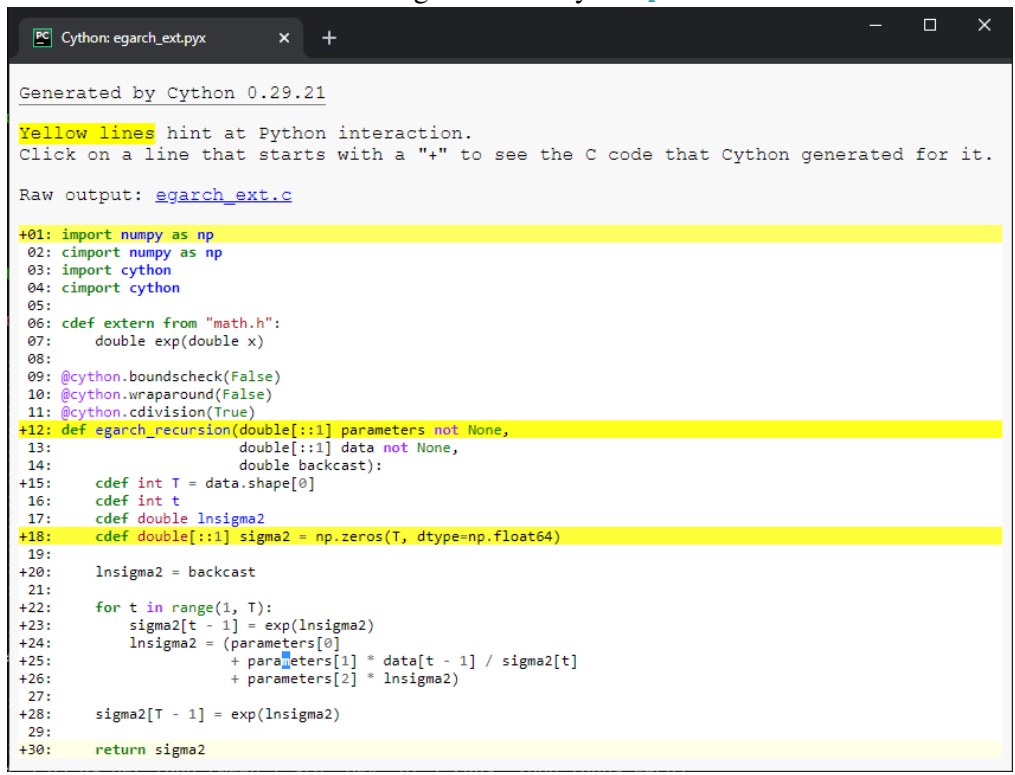 Cython: egarch_ext.pyx
Generated by Cython 0.29.21
Yellow lines hint at Python interaction.
Click on a line that starts with a "+" to see the C code that Cython generated for it.
Raw output: egarch_ext.c
+01: import numpy as np
02: cimport numpy as np
03: import cython
04: cimport cython
05:
06: cdef extern from "math.h":
07:     double exp(double x)
08:
09: @cython.boundscheck(False)
10: @cython.wraparound(False)
11: @cython.cdivision(True)
+12: def egarch_recursion(double[::1] parameters not None,
13:                      double[::1] data not None,
14:                      double backcast):
+15:     cdef int T = data.shape[0]
16:     cdef int t
17:     cdef double lnsigma2
+18:     cdef double[::1] sigma2 = np.zeros(T, dtype=np.float64)
19:
+20:     lnsigma2 = backcast
21:
+22:     for t in range(1, T):
+23:         sigma2[t - 1] = exp(lnsigma2)
+24:         lnsigma2 = (parameters[0]
+25:                     + parameters[1] * data[t - 1] / sigma2[t]
+26:                     + parameters[2] * lnsigma2)
27:
+28:     sigma2[T - 1] = exp(lnsigma2)
29:
+30:     return sigma2